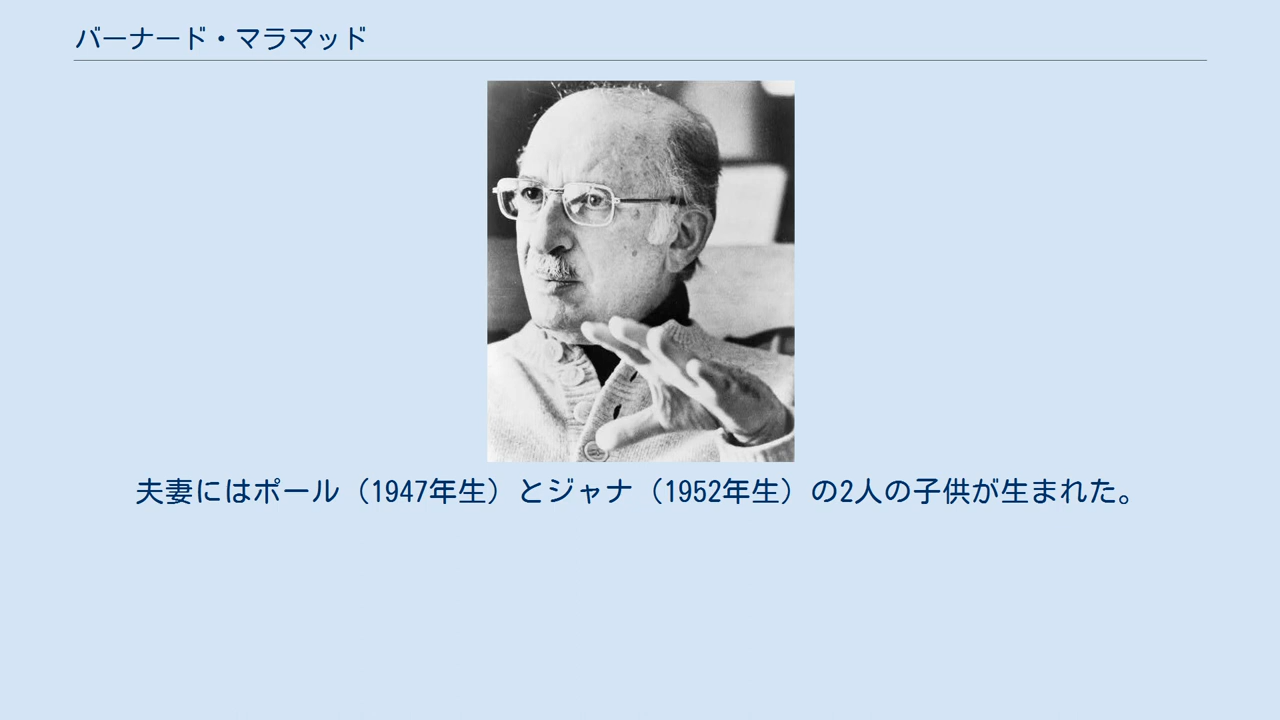 バーナード・マラマッド
夫妻にはポール（1947年生）とジャナ（1952年生）の2人の子供が生まれた。